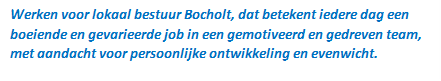 Werken voor lokaal bestuur Bocholt, dat betekent iedere dag een
boeiende en gevarieerde job in een gemotiveerd en gedreven team,
met aandacht voor persoonlijke ontwikkeling en evenwicht.